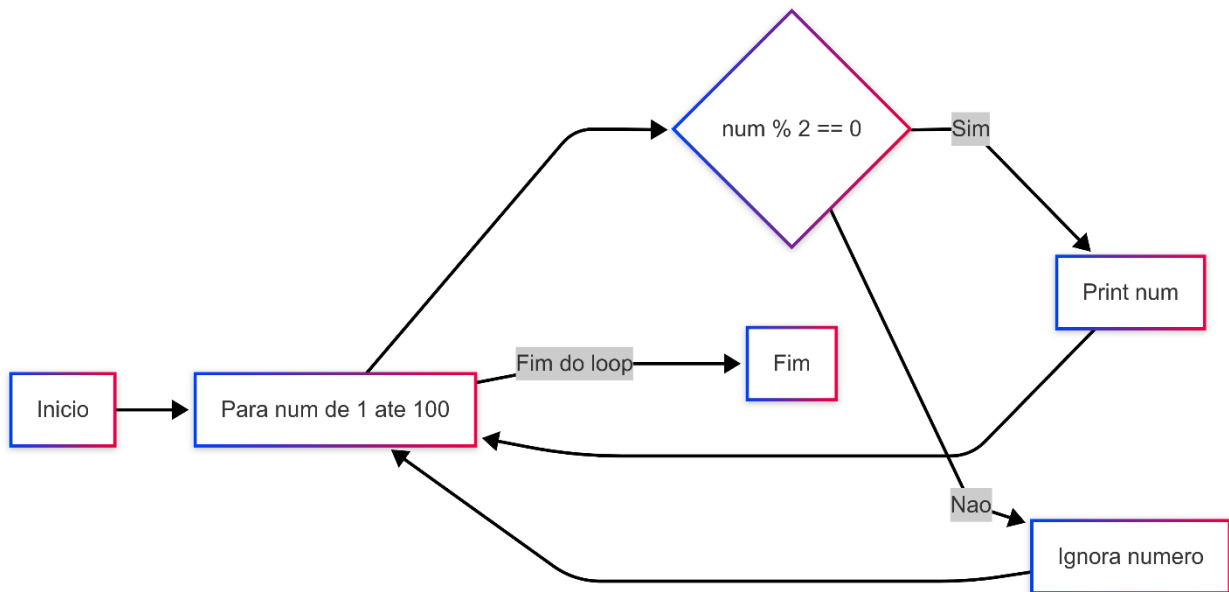 num % 2 == 0
Sim
Print num
Fim do loop
Fim
Inicio
Para num de 1 ate 100
Nao
Ignora numero